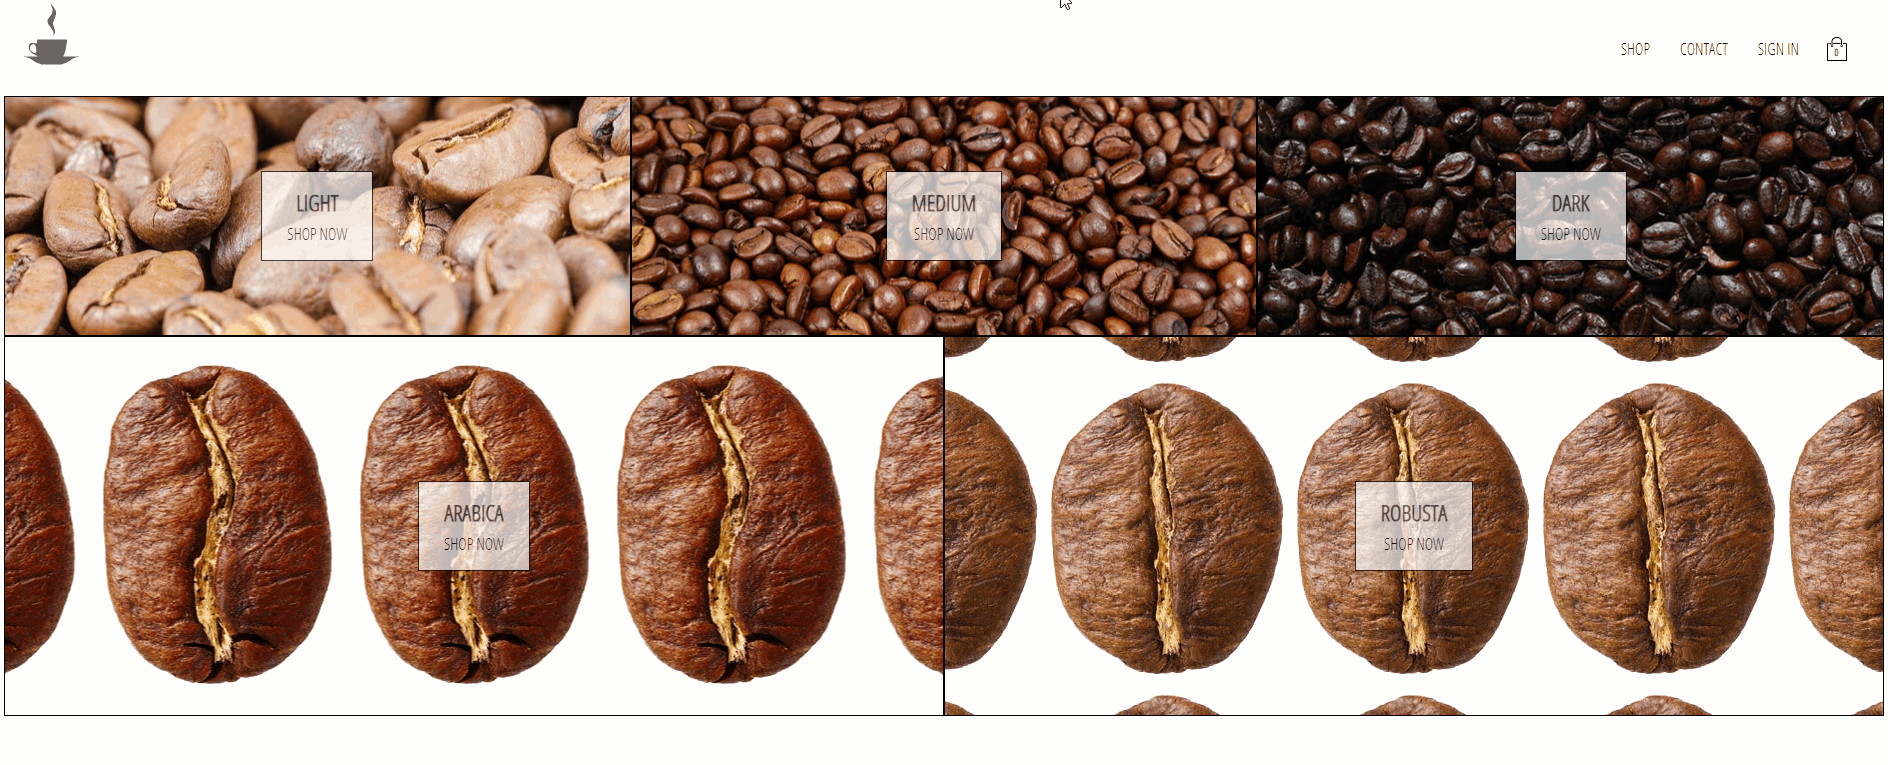 SHOP
CONTACT
SIGN IN
0
LIGHT
SHOP NOW
MEDIUM
SHOP NOW
DARK
SHOP NOW
ARABICA
SHOP NOW
ROBUSTA
SHOP NOW